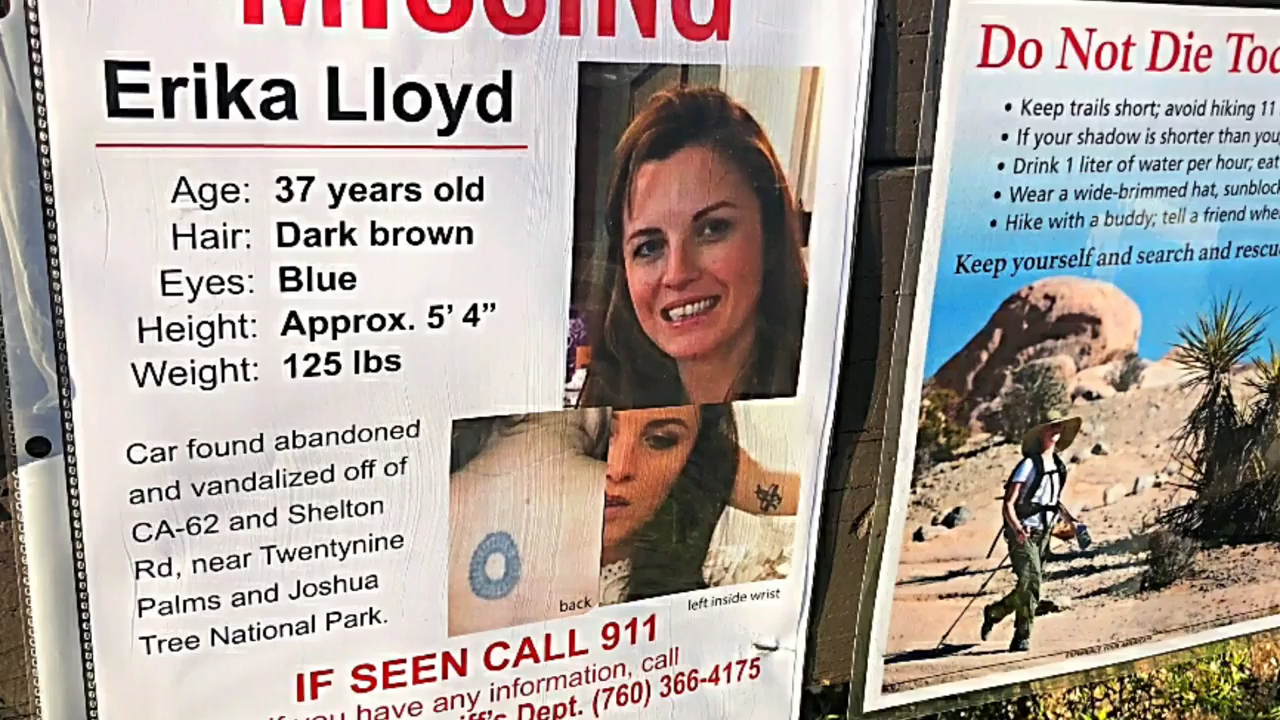 MISSING
Erika Lloyd
Age: 37 years old
Hair: Dark brown
Eyes: Blue
Height: Approx. 5’ 4”
Weight: 125 lbs
Car found abandoned
and vandalized off of
CA-62 and Shelton
Rd, near Twentynine
Palms and Joshua
Tree National Park.
back
left inside wrist
IF SEEN CALL 911
you have any information, call
Dept. (760) 366-4175
Do Not Die
• Keep trails short; avoid hiking 11
• If your shadow is shorter than
• Drink 1 liter of water per hour; eat
• Wear a wide-brimmed hat,
• Hike with a buddy; tell a friend
Keep yourself and search and